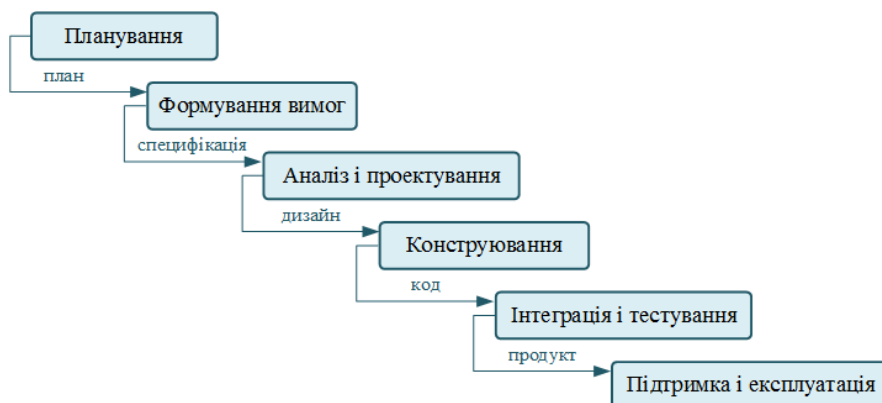 Планування
план
Формування вимог
специфікація
Аналіз і проектування
дизайн
Конструювання
код
Інтеграція і тестування
продукт
Підтримка і експлуатація